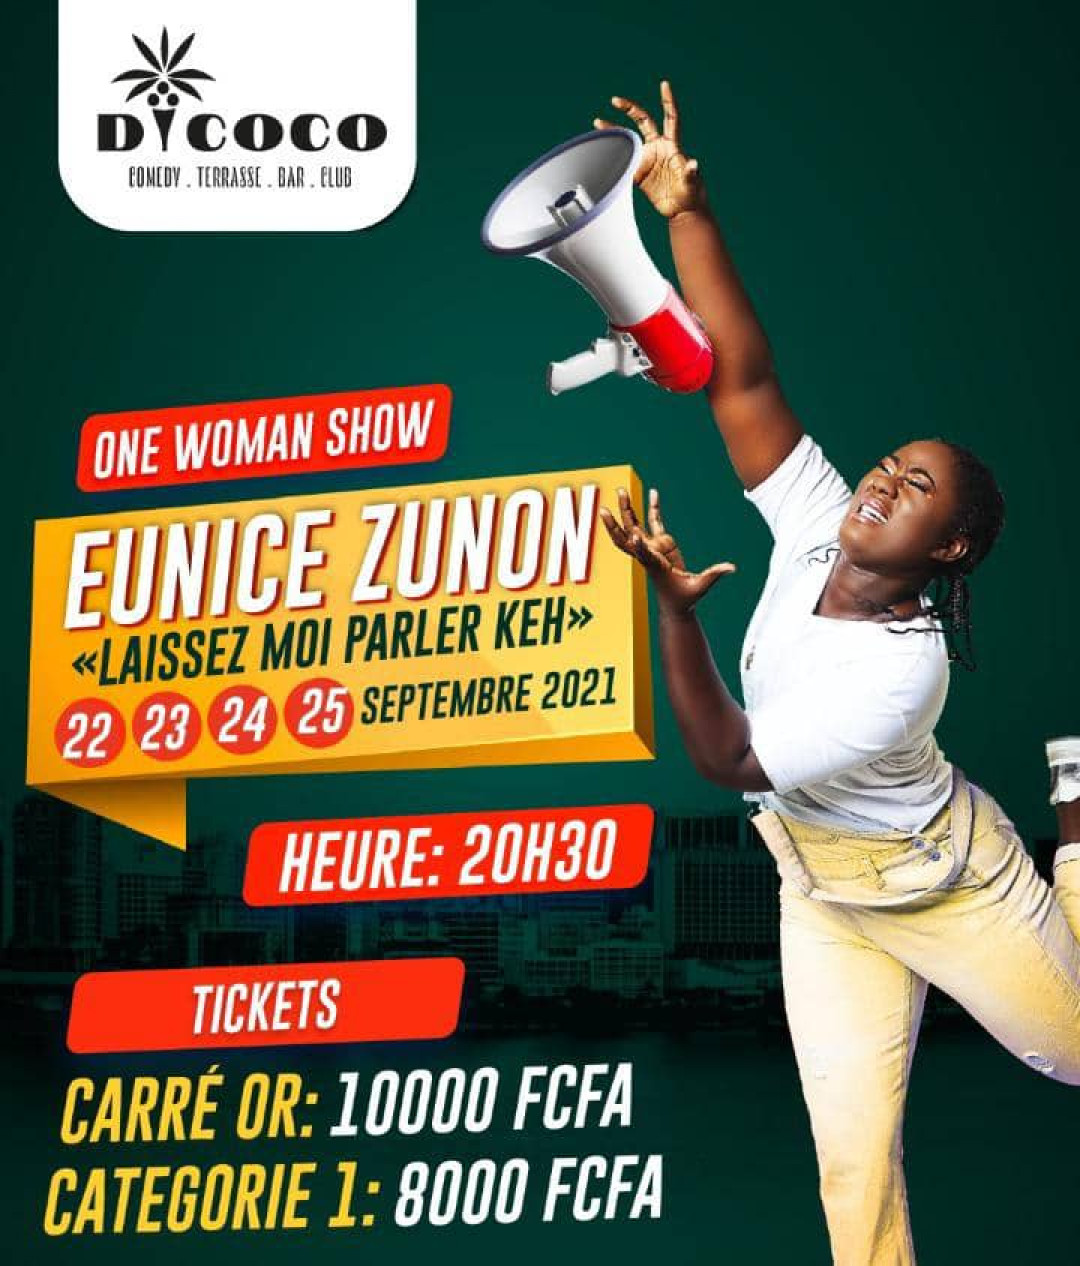 DYCOCO
COMEDY . TERRASSE . BAR . CLUB
ONE WOMAN SHOW
EUNICE ZUNON
«LAISSEZ MOI PARLER KEH»
22 23 24 25 SEPTEMBRE 2021
HEURE: 20H30
TICKETS
CARRÉ OR: 10000 FCFA
CATEGORIE 1: 8000 FCFA